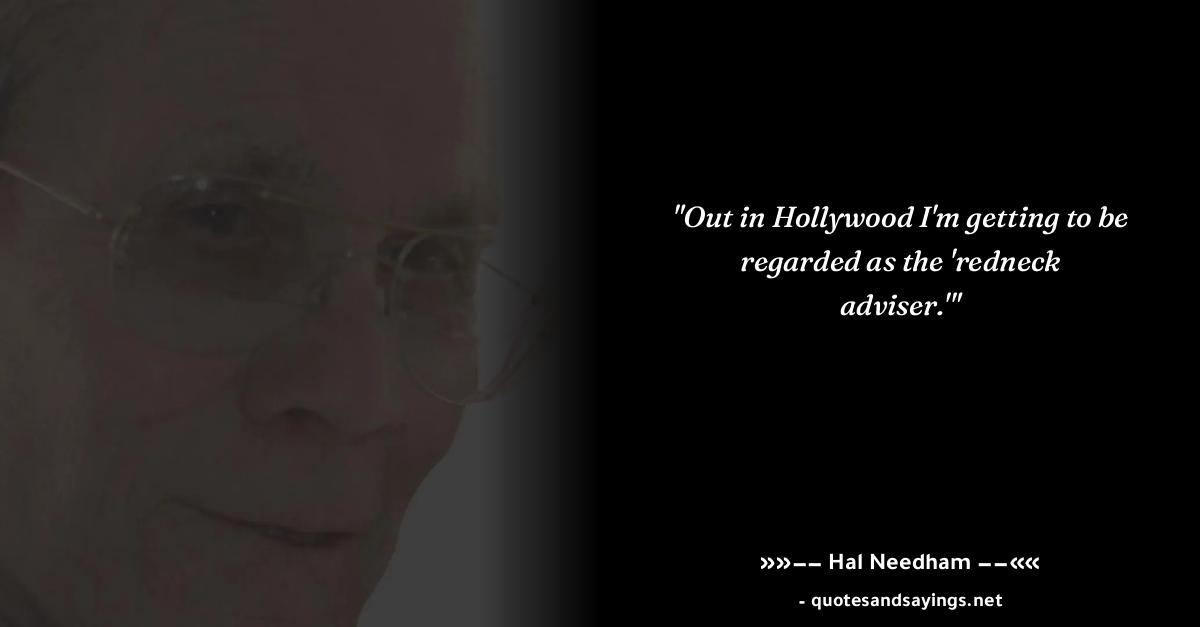 "Out in Hollywood I'm getting to be
regarded as the 'redneck
adviser.'"
»»−− Hal Needham −−««
- quotesandsayings.net